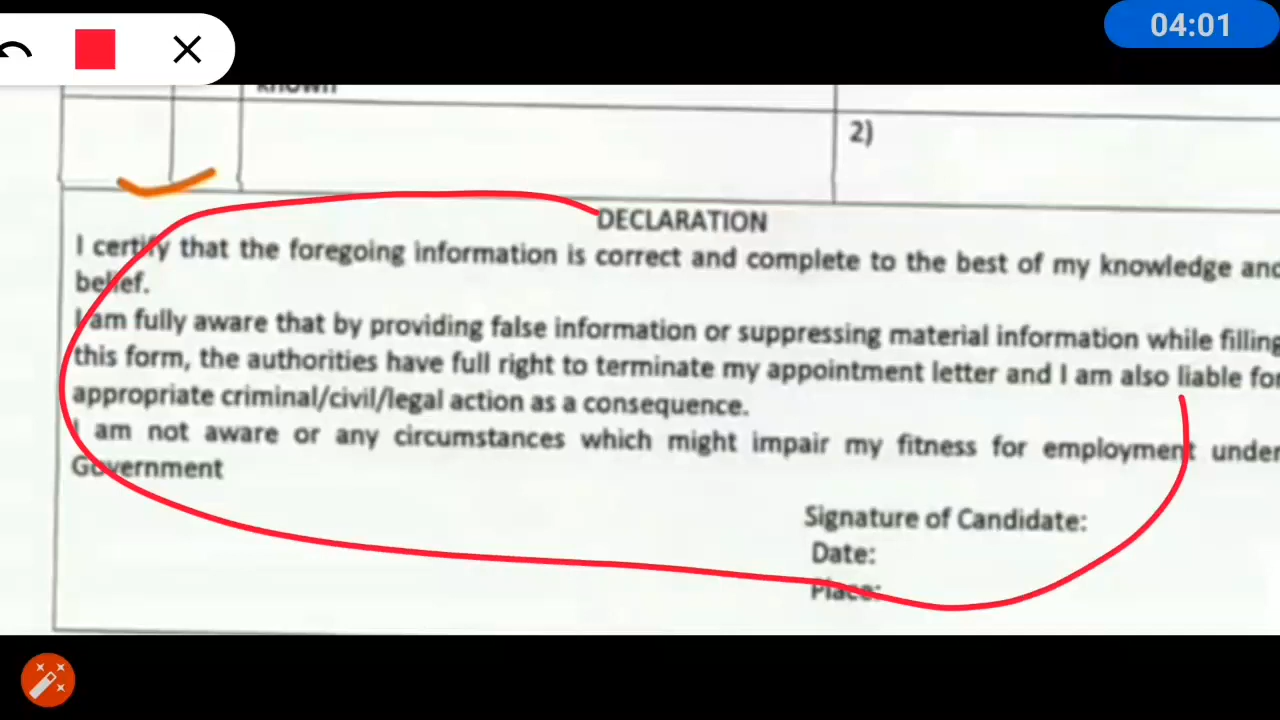 04:01
known
2)
DECLARATION
I certify that the foregoing information is correct and complete to the best of my knowledge and
belief.
I am fully aware that by providing false information or suppressing material information while filling
this form, the authorities have full right to terminate my appointment letter and I am also liable for
appropriate criminal/civil/legal action as a consequence.
I am not aware or any circumstances which might impair my fitness for employment under
Government
Signature of Candidate:
Date:
Place: